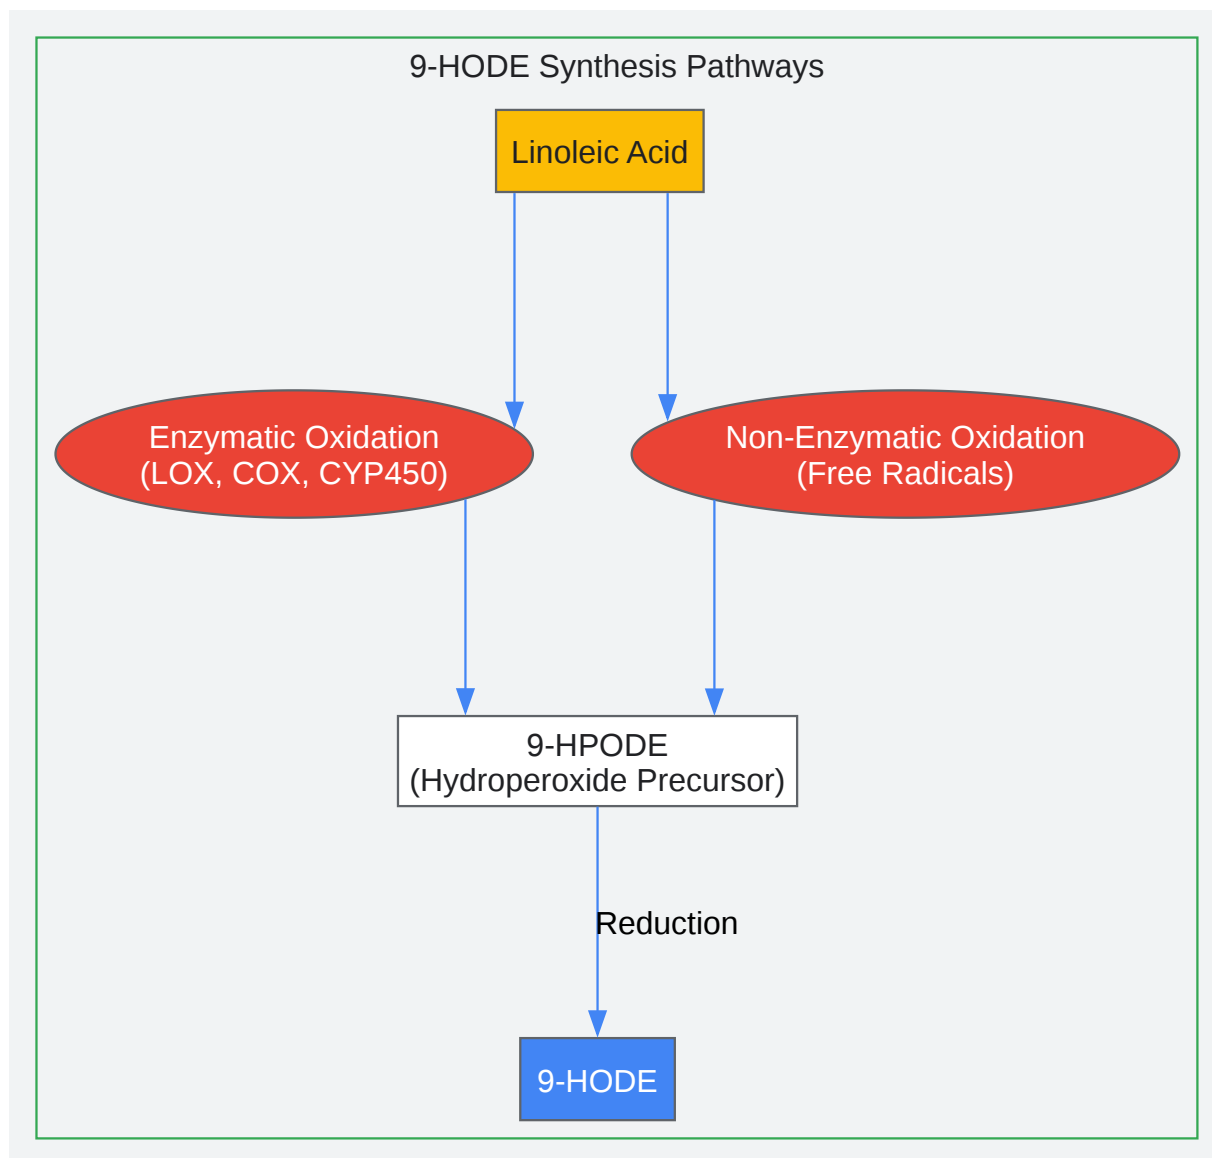 9-HODE Synthesis Pathways
Linoleic Acid
Enzymatic Oxidation
(LOX, COX, CYP450)
Non-Enzymatic Oxidation
(Free Radicals)
9-HPODE
(Hydroperoxide Precursor)
Reduction
9-HODE